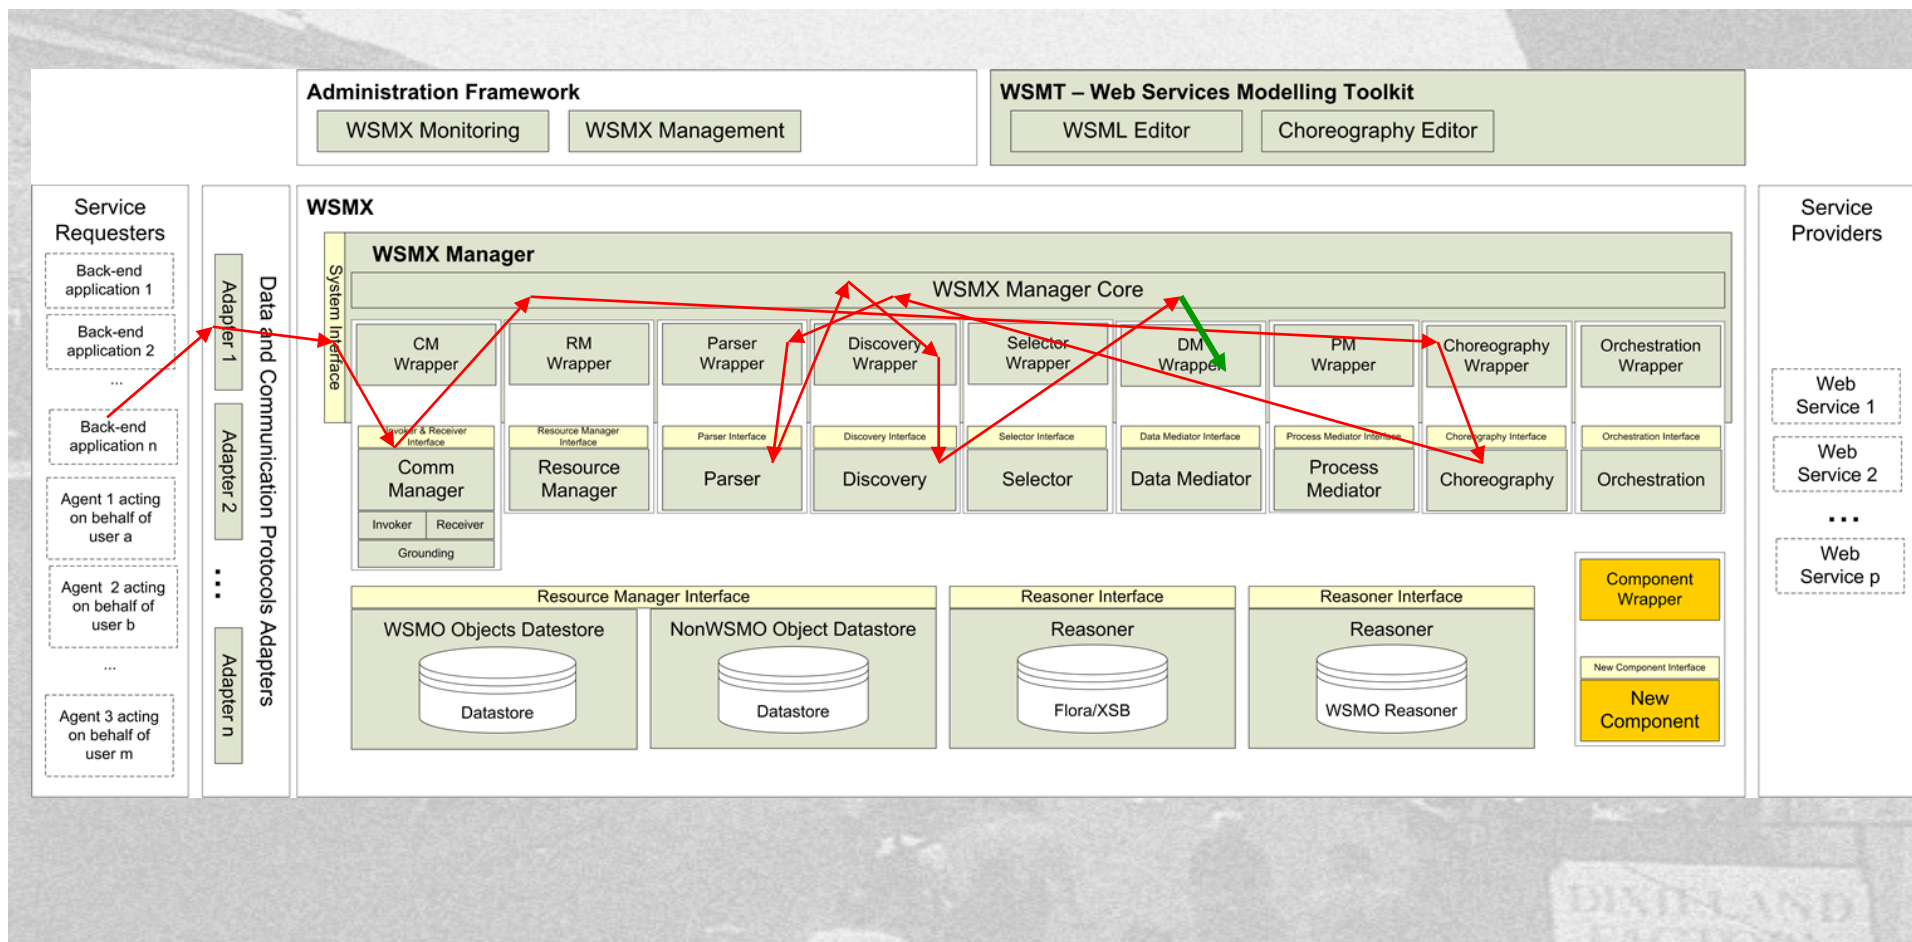 Administration Framework
WSMX Monitoring
WSMX Management
WSMT – Web Services Modelling Toolkit
WSML Editor
Choreography Editor
Service
Requesters
Back-end
application 1
Back-end
application 2
...
Back-end
application n
Agent 1 acting
on behalf of
user a
Agent 2 acting
on behalf of
user b
...
Agent 3 acting
on behalf of
user m
Adapter 1
Adapter 2
...
Adapter n
Data and Communication Protocols Adapters
WSMX
System Interface
WSMX Manager
WSMX Manager Core
CM
Wrapper
RM
Wrapper
Parser
Wrapper
Discovery
Wrapper
Selector
Wrapper
DM
Wrapper
PM
Wrapper
Choreography
Wrapper
Orchestration
Wrapper
Invoker & Receiver
Interface
Resource Manager
Interface
Parser Interface
Discovery Interface
Selector Interface
Data Mediator Interface
Process Mediator Interface
Choreography Interface
Orchestration Interface
Comm
Manager
Resource
Manager
Parser
Discovery
Selector
Data Mediator
Process
Mediator
Choreography
Orchestration
Invoker
Receiver
Grounding
Resource Manager Interface
WSMO Objects Datestore
Datastore
NonWSMO Object Datastore
Datastore
Reasoner Interface
Reasoner
Flora/XSB
Reasoner Interface
Reasoner
WSMO Reasoner
Component
Wrapper
New Component Interface
New
Component
Service
Providers
Web
Service 1
Web
Service 2
...
Web
Service p
DIXIELAND